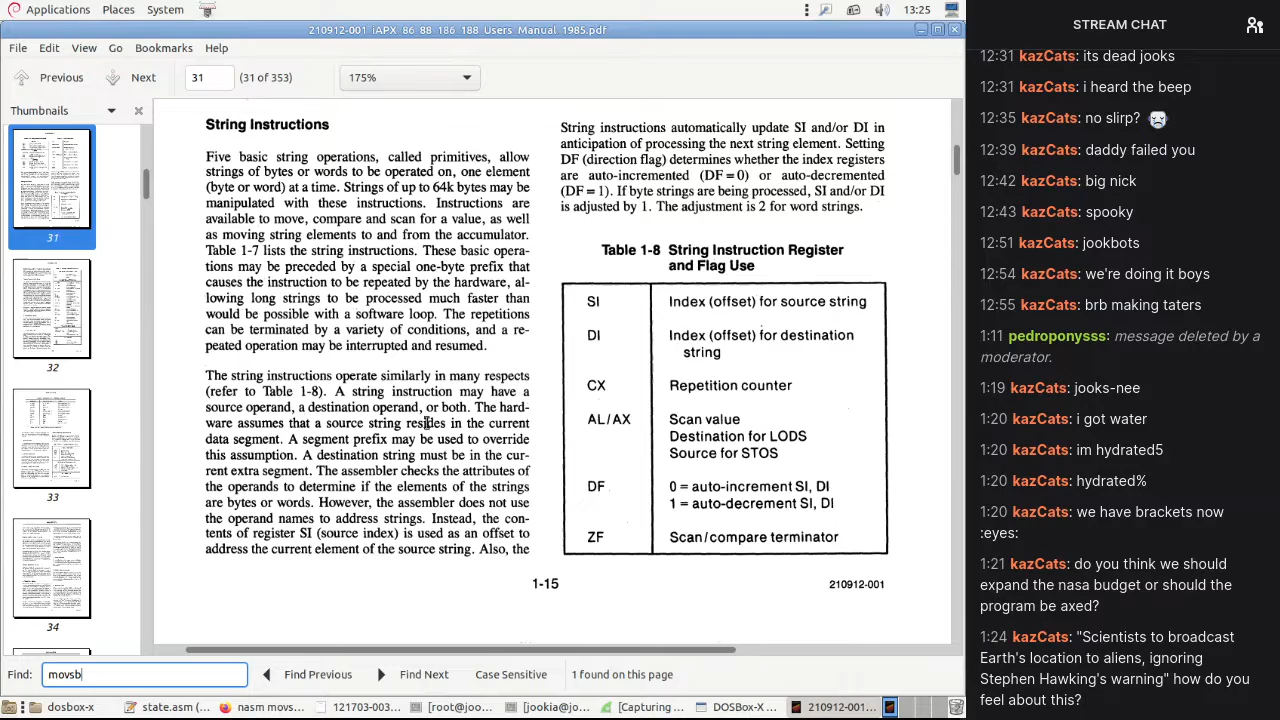 Applications Places System 13:25
210912-001 iAPX 86 88 186 188 Users Manual 1985.pdf
File Edit View Go Bookmarks Help
Previous Next 31 (31 of 353) 175%
Thumbnails
31
32
33
34
String Instructions
Five basic string operations, called primitives, allow
strings of bytes or words to be operated on, one element
(byte or word) at a time. Strings of up to 64k bytes may be
manipulated with these instructions. Instructions are
available to move, compare and scan for a value, as well
as moving string elements to and from the accumulator.
Table 1-7 lists the string instructions. These basic opera-
tions may be preceded by a special one-byte prefix that
causes the instruction to be repeated by the hardware, al-
lowing long strings to be processed much faster than
would be possible with a software loop. The repetitions
can be terminated by a variety of conditions, and a re-
peated operation may be interrupted and resumed.
The string instructions operate similarly in many respects
(refer to Table 1-8). A string instruction may have a
source operand, a destination operand, or both. The hard-
ware assumes that a source string resides in the current
data segment. A segment prefix may be used to override
this assumption. A destination string must be in the cur-
rent extra segment. The assembler checks the attributes of
the operands to determine if the elements of the strings
are bytes or words. However, the assembler does not use
the operand names to address strings. Instead, the con-
tents of register SI (source index) is used as an offset to
address the current element of the source string. Also, the
String instructions automatically update SI and/or DI in
anticipation of processing the next string element. Setting
DF (direction flag) determines whether the index registers
are auto-incremented (DF=0) or auto-decremented
(DF=1). If byte strings are being processed, SI and/or DI
is adjusted by 1. The adjustment is 2 for word strings.
Table 1-8 String Instruction Register
and Flag Use
SI Index (offset) for source string
DI Index (offset) for destination
string
CX Repetition counter
AL/AX Scan value
Destination for LODS
Source for STOS
DF 0 = auto-increment SI, DI
1 = auto-decrement SI, DI
ZF Scan/compare terminator
1-15 210912-001
Find: movsb Find Previous Find Next Case Sensitive 1 found on this page
dosbox-x state.asm (... nasm movs... 121703-003... [root@joo... [jookia@jo... [Capturing ... DOSBox-X ... 210912-001...
STREAM CHAT
12:31 kazCats: its dead jooks
12:31 kazCats: i heard the beep
12:35 kazCats: no slirp?
12:39 kazCats: daddy failed you
12:42 kazCats: big nick
12:43 kazCats: spooky
12:51 kazCats: jookbots
12:54 kazCats: we're doing it boys
12:55 kazCats: brb making taters
1:11 pedroponysss: message deleted by a
moderator.
1:19 kazCats: jooks-nee
1:20 kazCats: i got water
1:20 kazCats: im hydrated5
1:20 kazCats: hydrated%
1:20 kazCats: we have brackets now
:eyes:
1:21 kazCats: do you think we should
expand the nasa budget or should the
program be axed?
1:24 kazCats: "Scientists to broadcast
Earth's location to aliens, ignoring
Stephen Hawking's warning" how do you
feel about this?